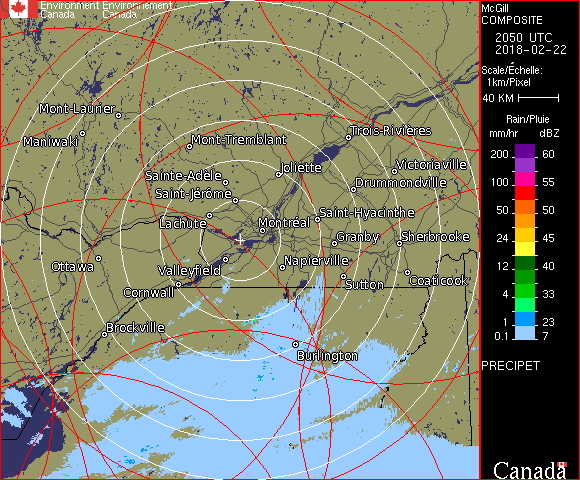 Environment Environnement
Canada Canada
McGill
COMPOSITE
2050 UTC
2018-02-22
Scale/Échelle:
1km/Pixel
40 KM
Rain/Pluie
mm/hr dBZ
200 60
100 55
50 50
24 45
12 40
4 33
1 23
0.1 7
PRECIPET
Canada
Mont-Laurier
Maniwaki
Mont-Tremblant
Trois-Rivières
Joliette
Victoriaville
Sainte-Adèle
Drummondville
Saint-Jérôme
Saint-Hyacinthe
Lachute
Montréal
Granby
Sherbrooke
Ottawa
Valleyfield
Napierville
Cornwall
Sutton
Coaticook
Brockville
Burlington